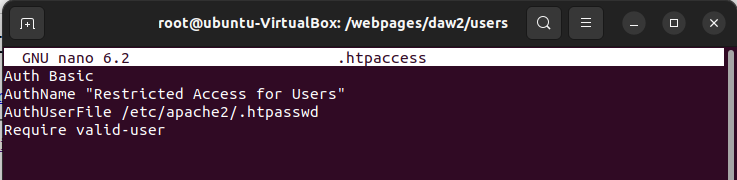 root@ubuntu-VirtualBox: /webpages/daw2/users
GNU nano 6.2 .htpaccess
Auth Basic
AuthName "Restricted Access for Users"
AuthUserFile /etc/apache2/.htpasswd
Require valid-user